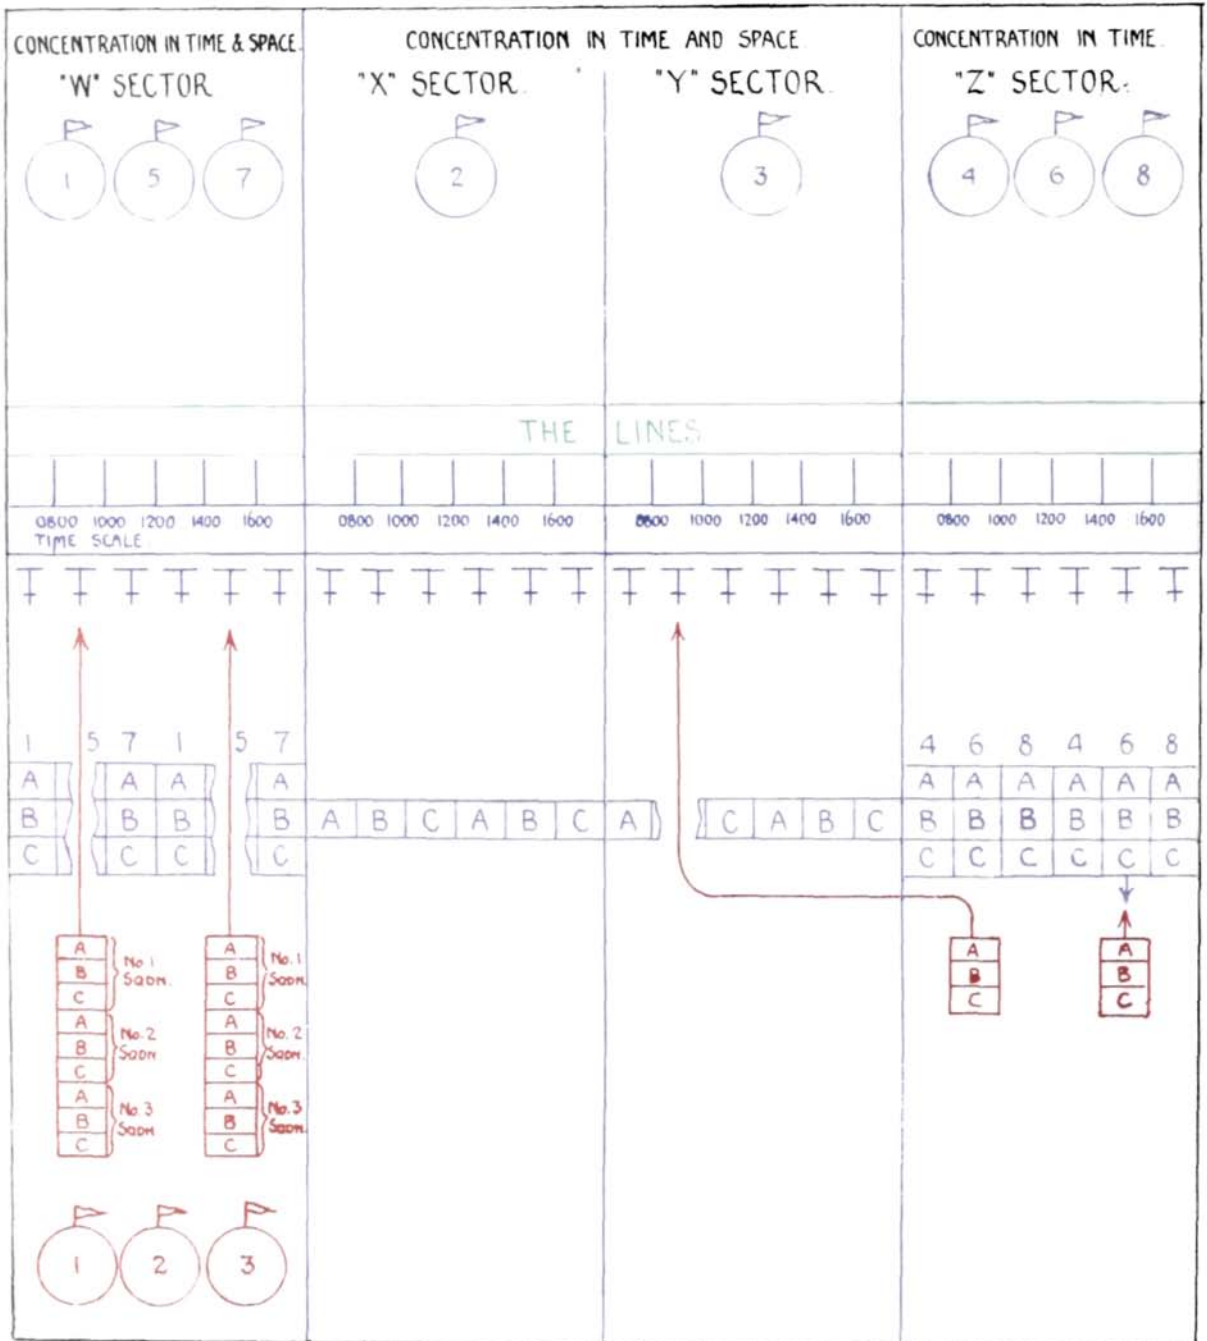 CONCENTRATION IN TIME & SPACE.
"W" SECTOR
CONCENTRATION IN TIME AND SPACE
"X" SECTOR.
"Y" SECTOR.
CONCENTRATION IN TIME.
"Z" SECTOR.
1 5 7
2
3
4 6 8
THE LINES
0800 1000 1200 1400 1600
0800 1000 1200 1400 1600
0800 1000 1200 1400 1600
0800 1000 1200 1400 1600
TIME SCALE.
1 5 7 1 5 7
4 6 8 4 6 8
A A A A
A A A A A A
B B B B
A B C A B C
A C A B C
B B B B B B
C C C C
C C C C C C
A
B
C
No.1
SQDN.
A
B
C
No.2
SQDN
A
B
C
No.3
SQDN
A
B
C
No.1
SQDN.
A
B
C
No.2
SQDN.
A
B
C
No.3
SQDN.
A
B
C
A
B
C
1 2 3